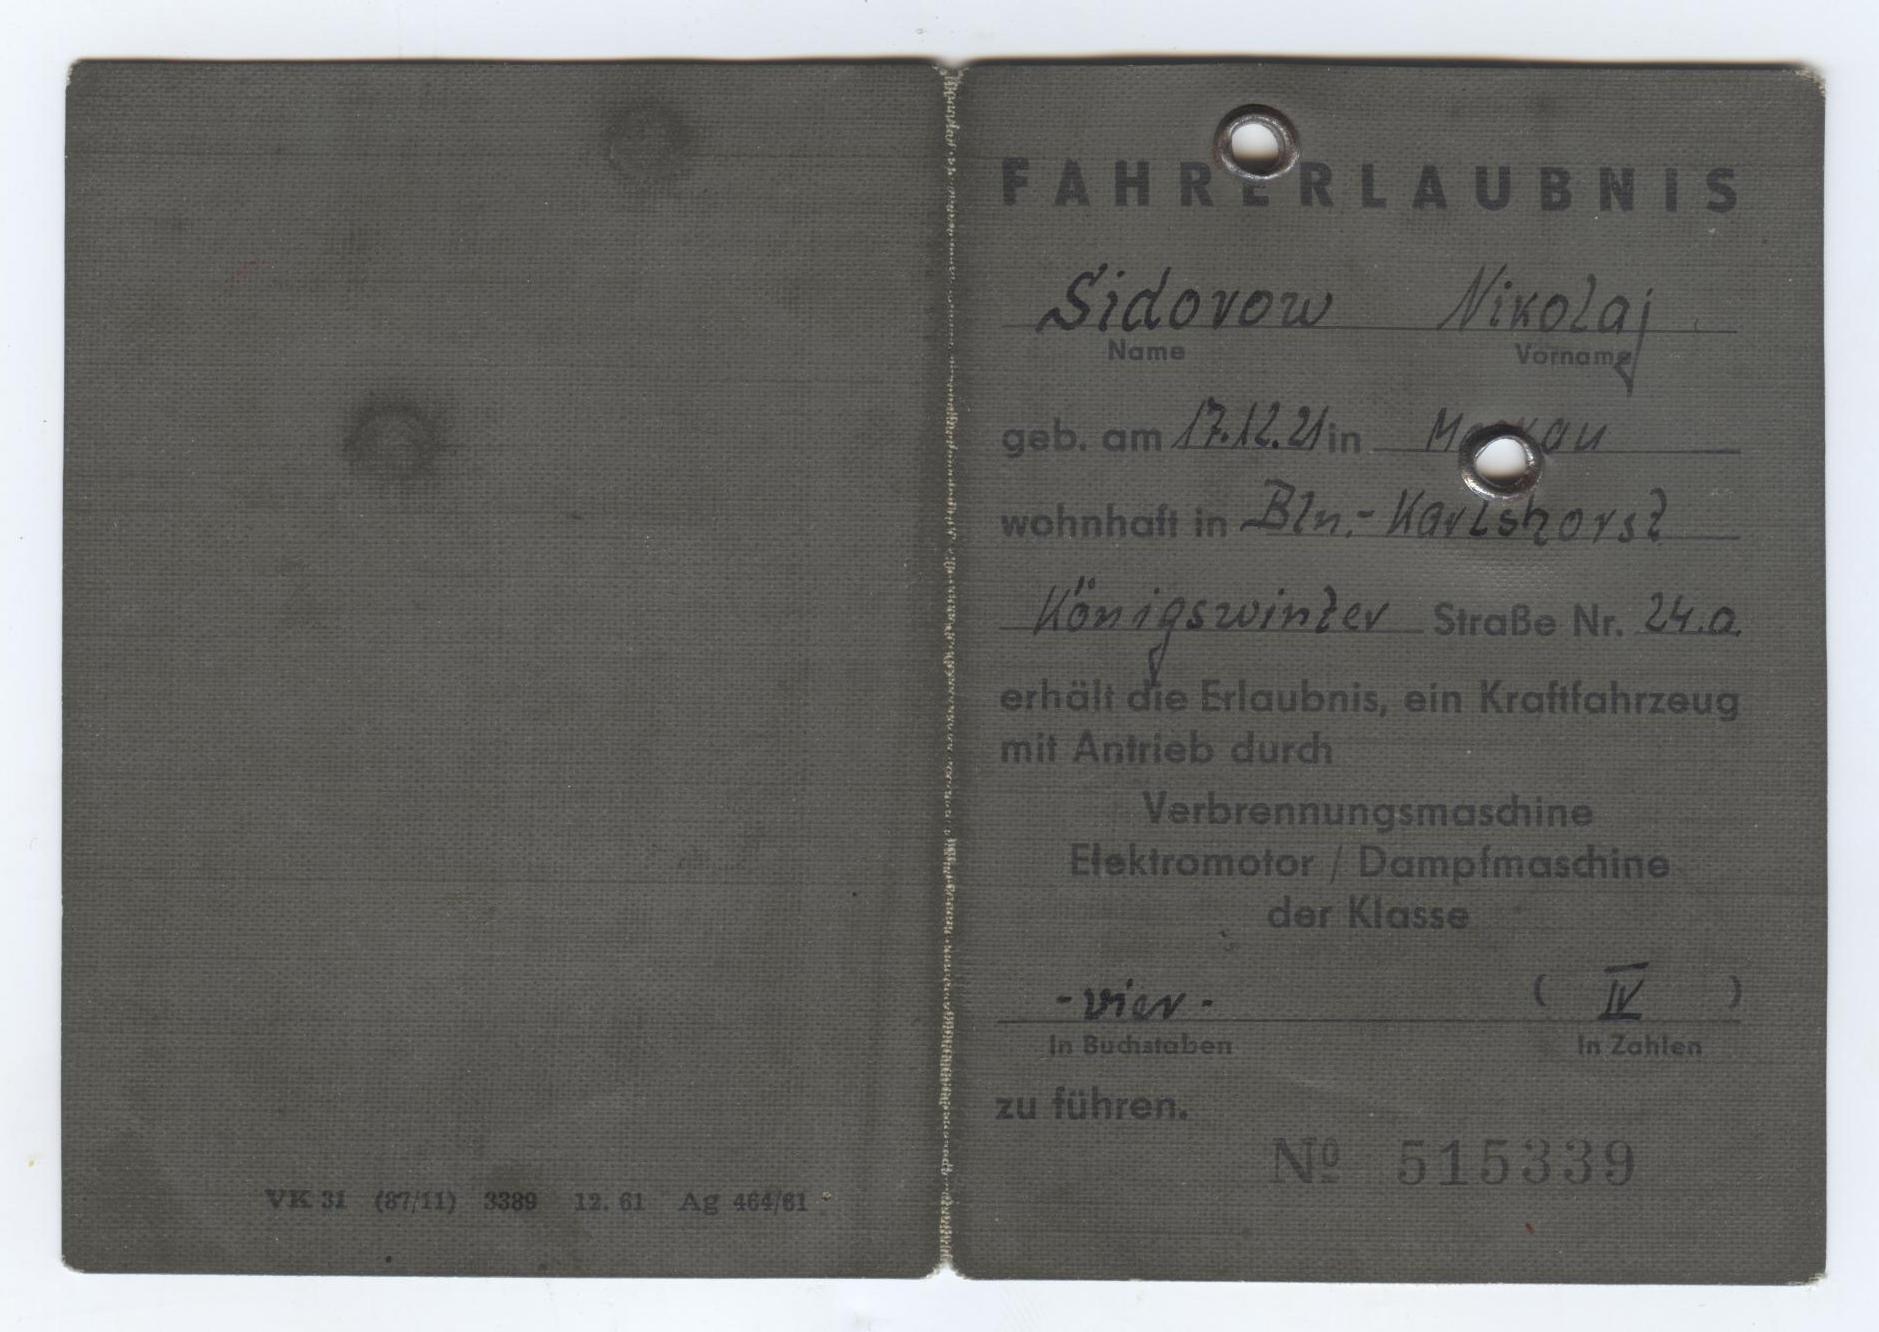 VK 31 (87/11) 3389 12. 61 Ag 464/61
FAHRERLAUBNIS
Sidorow Nikolaj
Name Vorname
geb. am 17.12.21 in
wohnhaft in Bln.- Karlshorst
Königswinter Straße Nr. 24.a.
erhält die Erlaubnis, ein Kraftfahrzeug
mit Antrieb durch
Verbrennungsmaschine
Elektromotor / Dampfmaschine
der Klasse
- vier - ( IV )
In Buchstaben In Zahlen
zu führen.
Nº 515339